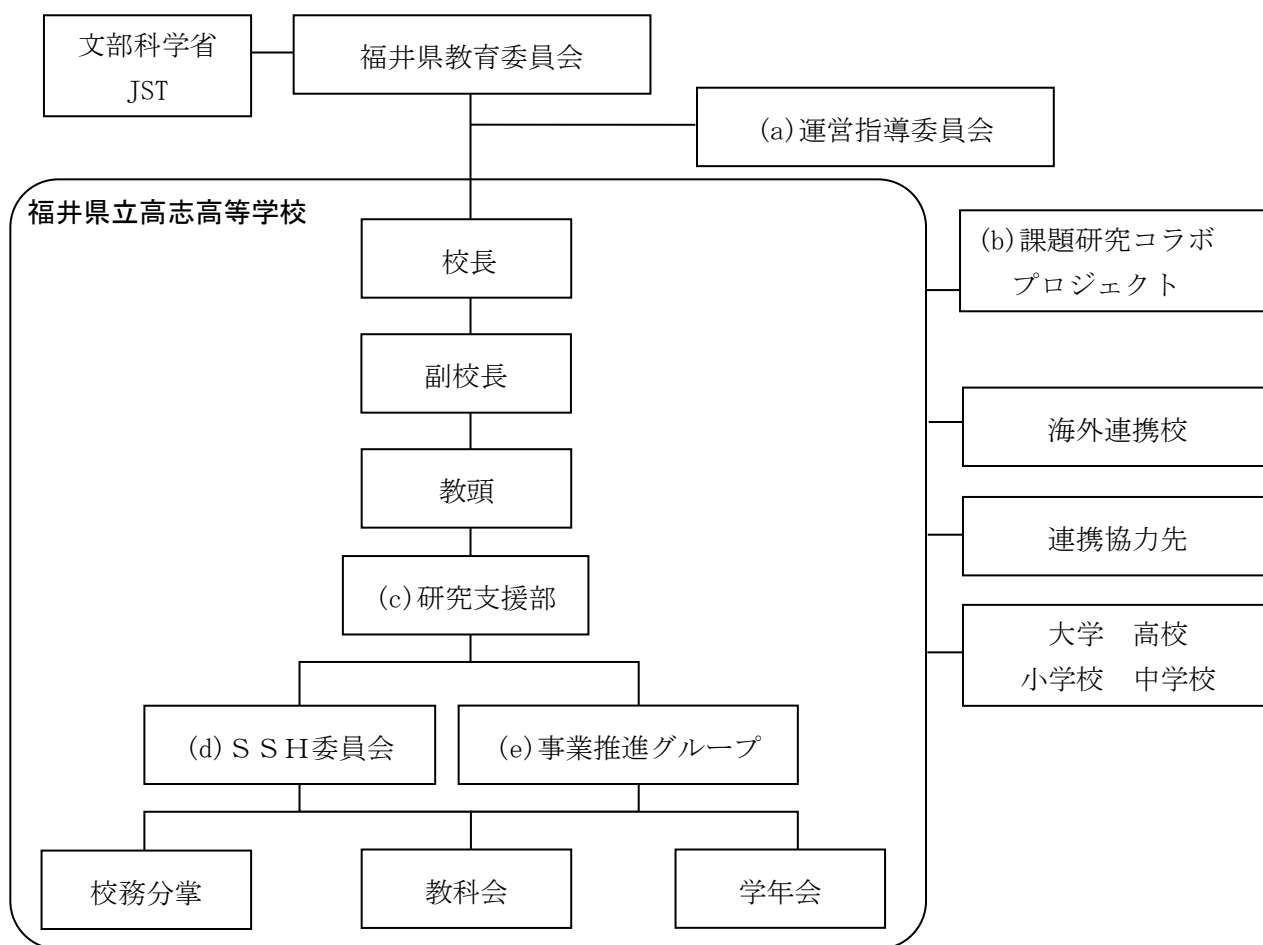 文部科学省
JST
福井県教育委員会
(a)運営指導委員会
福井県立高志高等学校
校長
副校長
教頭
(c)研究支援部
(d)ＳＳＨ委員会
(e)事業推進グループ
校務分掌
教科会
学年会
(b)課題研究コラボ
プロジェクト
海外連携校
連携協力先
大学　高校
小学校　中学校